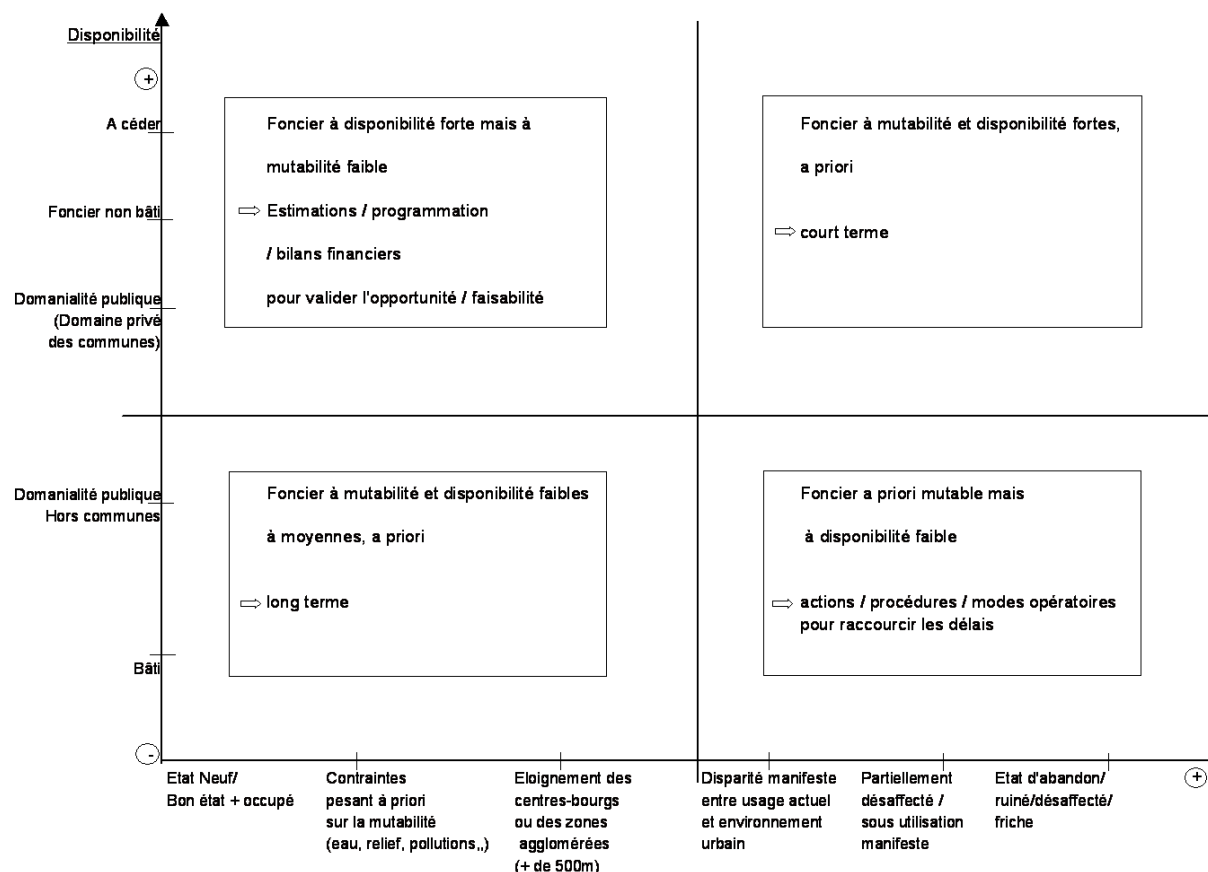 Disponibilité
+
A céder
Foncier non bâti
Domanialité publique
(Domaine privé
des communes)
Foncier à disponibilité forte mais à
mutabilité faible
⇨ Estimations / programmation
/ bilans financiers
pour valider l'opportunité / faisabilité
Foncier à mutabilité et disponibilité fortes,
a priori
⇨ court terme
Domanialité publique
Hors communes
Bâti
-
Foncier à mutabilité et disponibilité faibles
à moyennes, a priori
⇨ long terme
Foncier a priori mutable mais
à disponibilité faible
⇨ actions / procédures / modes opératoires
pour raccourcir les délais
Etat Neuf/
Bon état + occupé
Contraintes
pesant à priori
sur la mutabilité
(eau, relief, pollutions,,)
Eloignement des
centres-bourgs
ou des zones
agglomérées
(+ de 500m)
Disparité manifeste
entre usage actuel
et environnement
urbain
Partiellement
désaffecté /
sous utilisation
manifeste
Etat d'abandon/
ruiné/désaffecté/
friche
+